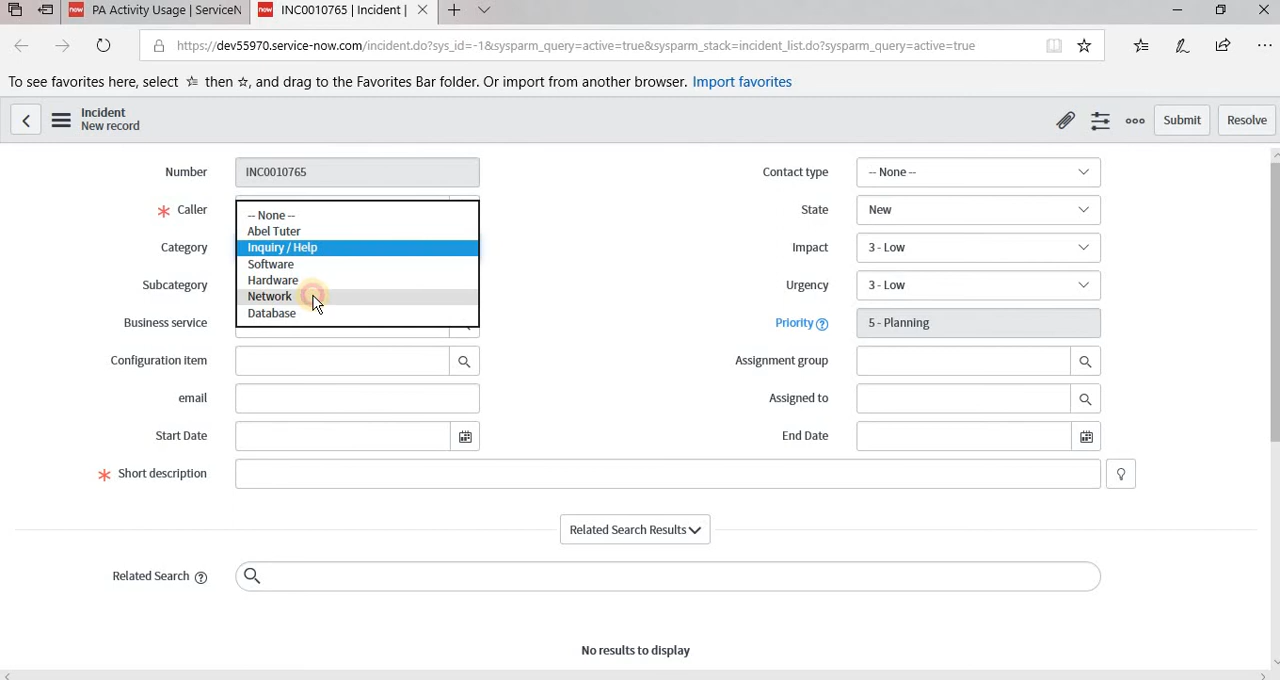 PA Activity Usage | ServiceN
INC0010765 | Incident |
https://dev55970.service-now.com/incident.do?sys_id=-1&sysparm_query=active=true&sysparm_stack=incident_list.do?sysparm_query=active=true
To see favorites here, select ☆ then ☆, and drag to the Favorites Bar folder. Or import from another browser. Import favorites
Incident
New record
Submit
Resolve
Number INC0010765
Contact type -- None --
Caller
State New
Category
Impact 3 - Low
Subcategory
Urgency 3 - Low
-- None --
Abel Tuter
Inquiry / Help
Software
Hardware
Network
Database
Business service
Priority ? 5 - Planning
Configuration item
Assignment group
email
Assigned to
Start Date
End Date
Short description
Related Search Results
Related Search ?
No results to display